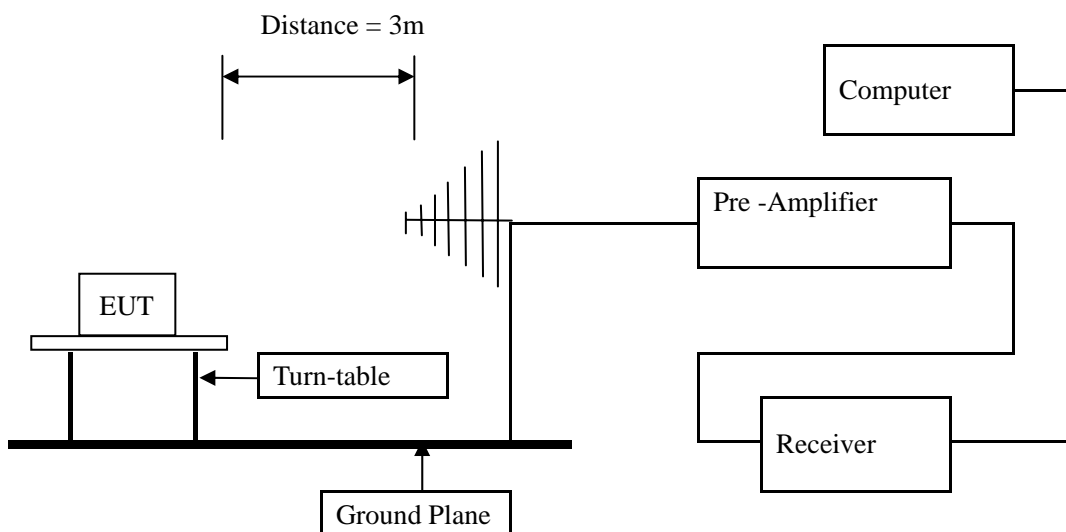 Distance = 3m
Computer
Pre -Amplifier
EUT
Turn-table
Receiver
Ground Plane